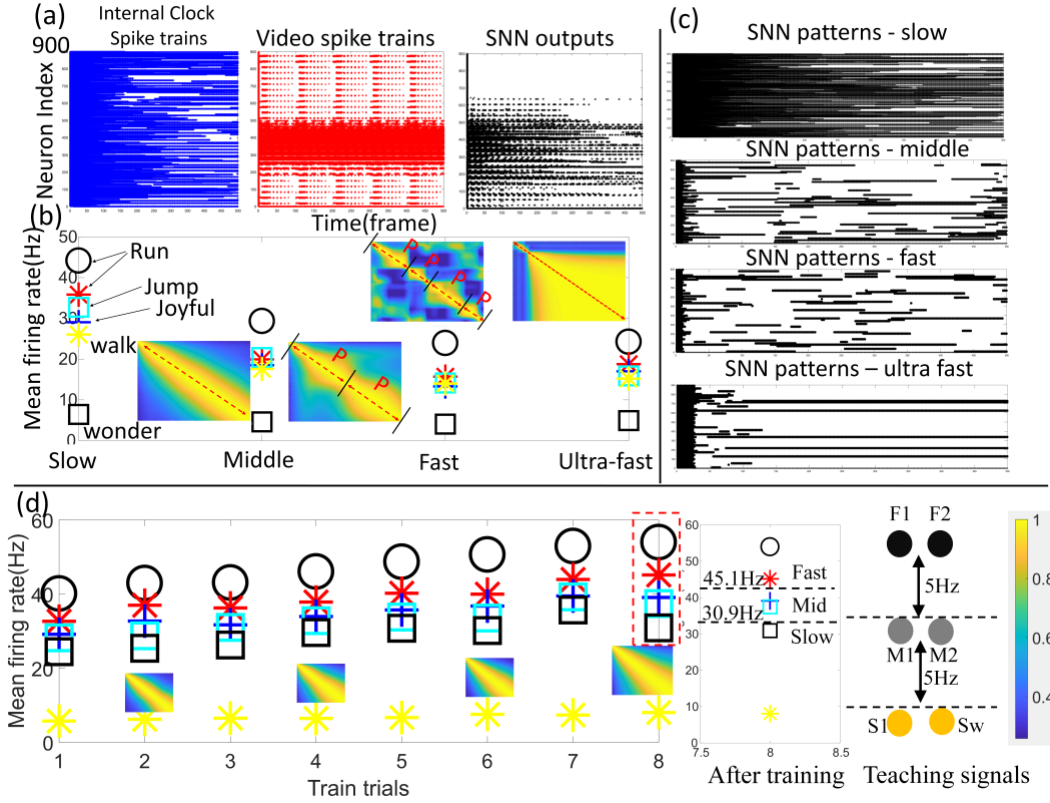 (a)
Internal Clock
Spike trains
Video spike trains
SNN outputs
900
Neuron Index
Time(frame)
(b)
Mean firing rate(Hz)
50
40
30
20
10
0
Run
Jump
Joyful
walk
wonder
P
P
P
P
P
P
Slow
Middle
Fast
Ultra-fast
(c)
SNN patterns - slow
SNN patterns - middle
SNN patterns - fast
SNN patterns – ultra fast
(d)
Mean firing rate(Hz)
60
40
20
0
1 2 3 4 5 6 7 8
Train trials
60
50
40
30
20
10
0
45.1Hz
30.9Hz
Fast
Mid
Slow
7.5 8 8.5
After training
F1 F2
5Hz
M1 M2
5Hz
S1 Sw
Teaching signals
1
0.8
0.6
0.4